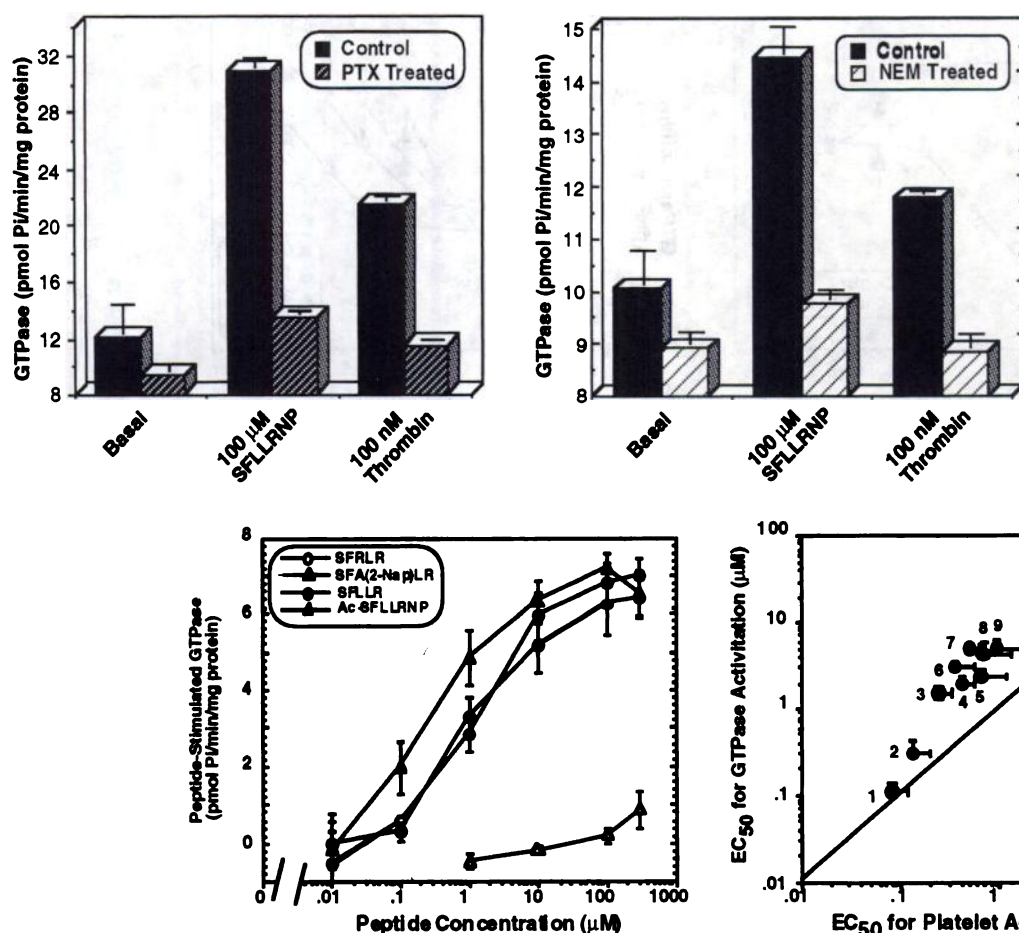 GTPase (pmol Pi/min/mg protein)
32
28
24
20
16
12
8
Control
PTX Treated
Basal
100 μM
SFLLRNP
100 nM
Thrombin
GTPase (pmol Pi/min/mg protein)
15
14
13
12
11
10
9
8
Control
NEM Treated
Basal
100 μM
SFLLRNP
100 nM
Thrombin
Peptide-Stimulated GTPase
(pmol Pi/min/mg protein)
8
6
4
2
0
SFRLR
SFA(2-Nap)LR
SFLLR
Ac-SFLLRNP
0 .01 .1 1 10 100 1000
Peptide Concentration (μM)
EC50 for GTPase Activitation (μM)
100
10
1
.1
.01
1
2
3
4
5
6
7
8
9
.01 .1 1
EC50 for Platelet